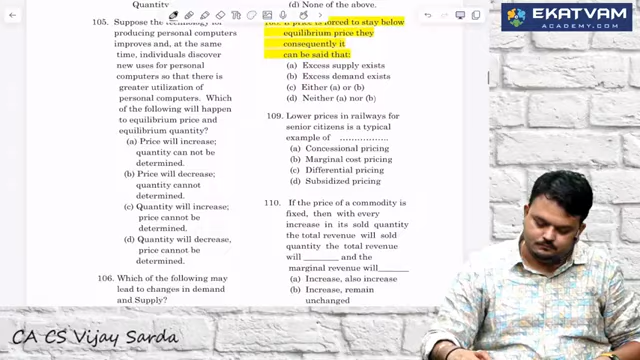 Quantity
105. Suppose the technology for
producing personal computers
improves and, at the same
time, individuals discover
new uses for personal
computers so that there is
greater utilization of
personal computers. Which
of the following will happen
to equilibrium price and
equilibrium quantity?
(a) Price will increase;
quantity can not be
determined.
(b) Price will decrease;
quantity cannot
determined.
(c) Quantity will increase;
price cannot be
determined.
(d) Quantity will decrease,
price cannot be
determined.
106. Which of the following may
lead to changes in demand
and Supply?
(d) None of the above.
If price is forced to stay below
equilibrium price they
consequently it
can be said that:
(a) Excess supply exists
(b) Excess demand exists
(c) Either (a) or (b)
(d) Neither (a) nor (b)
109. Lower prices in railways for
senior citizens is a typical
example of ..................
(a) Concessional pricing
(b) Marginal cost pricing
(c) Differential pricing
(d) Subsidized pricing
110. If the price of a commodity is
fixed, then with every
increase in its sold quantity
the total revenue will sold
quantity the total revenue
will ________ and the
marginal revenue will_______
(a) Increase, also increase
(b) Increase, remain
unchanged
EKATVAM
ACADEMY.COM
CA CS Vijay Sarda